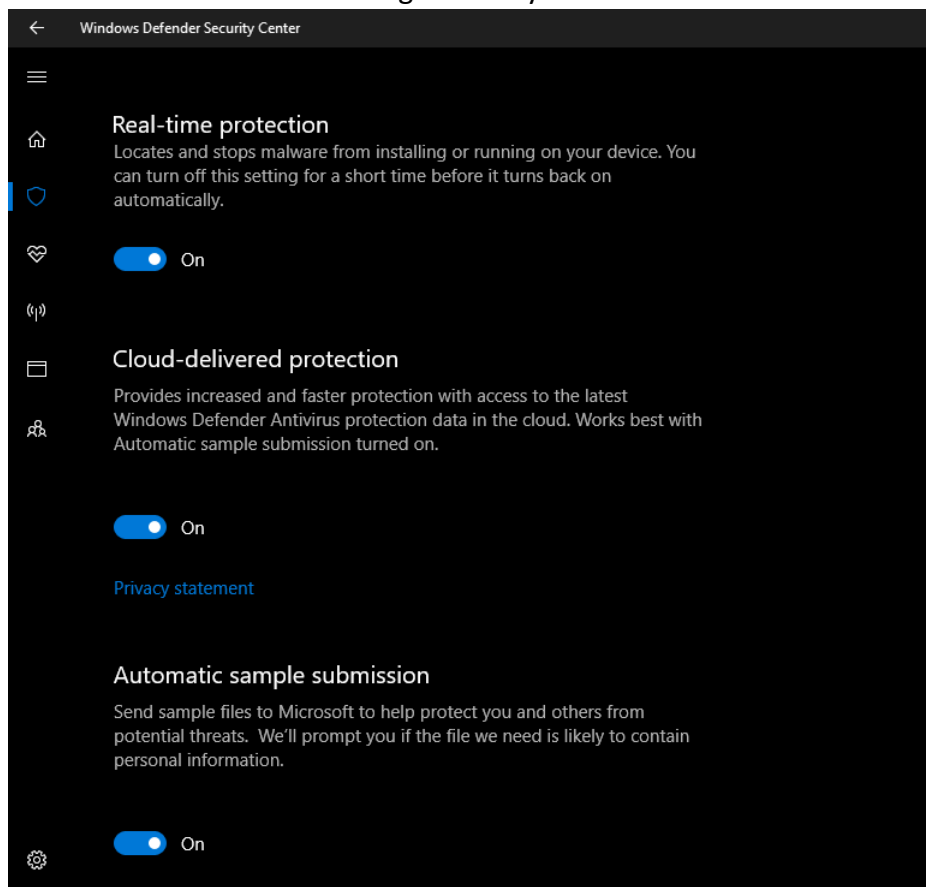 Windows Defender Security Center
Real-time protection
Locates and stops malware from installing or running on your device. You
can turn off this setting for a short time before it turns back on
automatically.
On
Cloud-delivered protection
Provides increased and faster protection with access to the latest
Windows Defender Antivirus protection data in the cloud. Works best with
Automatic sample submission turned on.
On
Privacy statement
Automatic sample submission
Send sample files to Microsoft to help protect you and others from
potential threats.  We'll prompt you if the file we need is likely to contain
personal information.
On